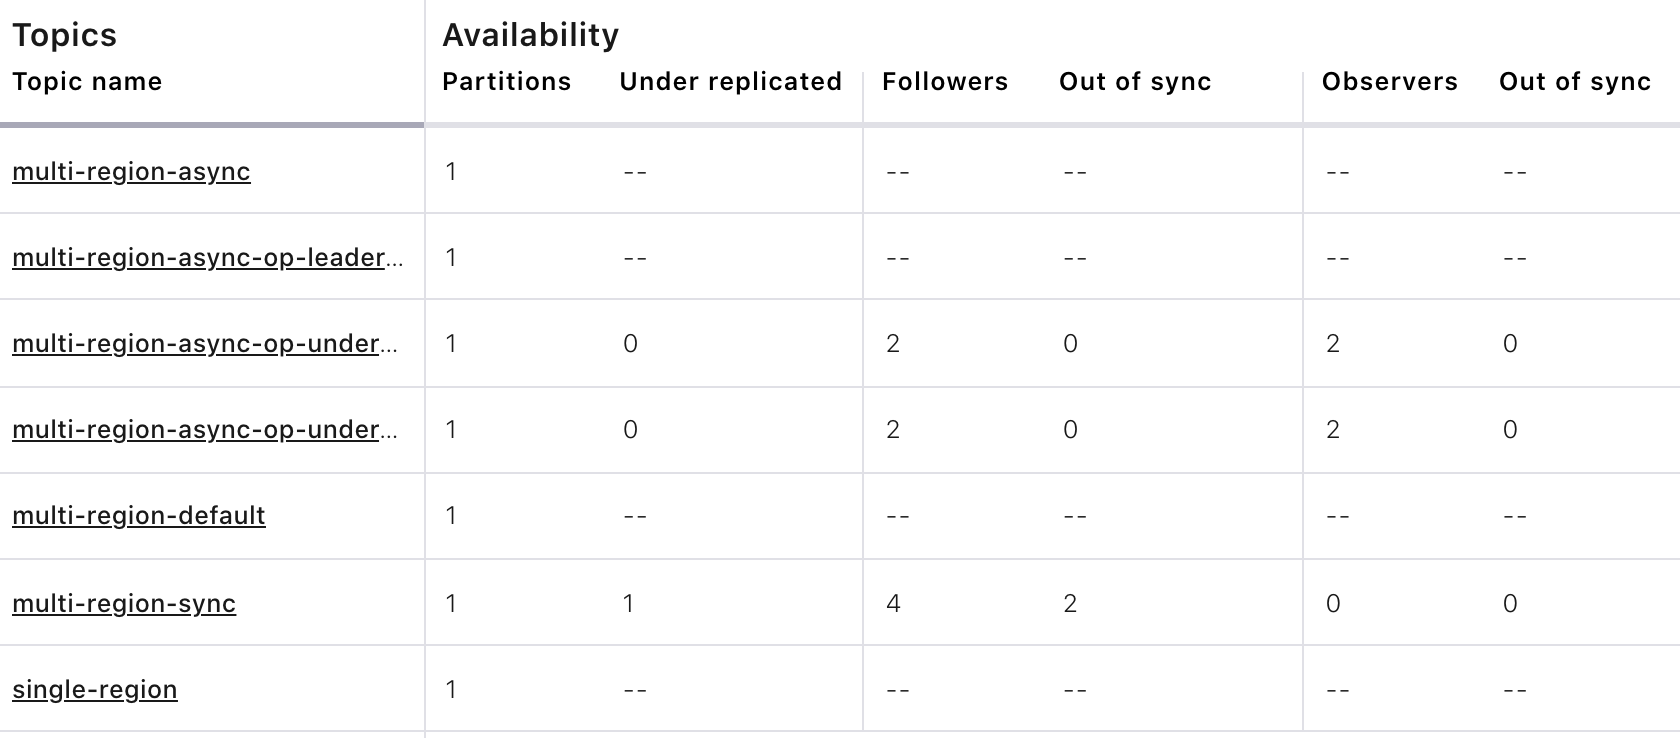 Topics Availability
Topic name Partitions Under replicated Followers Out of sync Observers Out of sync
multi-region-async 1 -- -- -- -- --
multi-region-async-op-leader... 1 -- -- -- -- --
multi-region-async-op-under... 1 0 2 0 2 0
multi-region-async-op-under... 1 0 2 0 2 0
multi-region-default 1 -- -- -- -- --
multi-region-sync 1 1 4 2 0 0
single-region 1 -- -- -- -- --